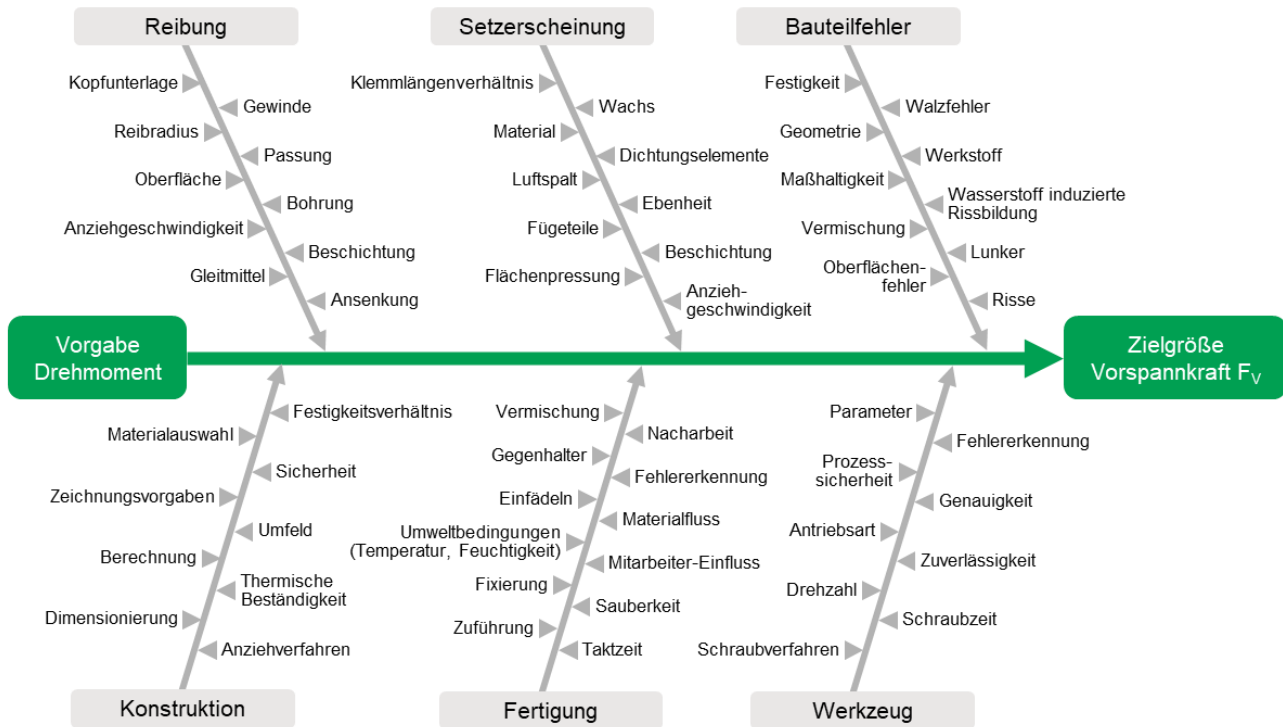 Reibung
Kopfunterlage
Gewinde
Reibradius
Passung
Oberfläche
Bohrung
Anziehgeschwindigkeit
Beschichtung
Gleitmittel
Ansenkung
Setzerscheinung
Klemmlängenverhältnis
Wachs
Material
Dichtungselemente
Luftspalt
Ebenheit
Fügeteile
Beschichtung
Flächenpressung
Anzieh-
geschwindigkeit
Bauteilfehler
Festigkeit
Walzfehler
Geometrie
Werkstoff
Maßhaltigkeit
Wasserstoff induzierte
Rissbildung
Vermischung
Lunker
Oberflächen-
fehler
Risse
Vorgabe
Drehmoment
Zielgröße
Vorspannkraft FV
Festigkeitsverhältnis
Materialauswahl
Sicherheit
Zeichnungsvorgaben
Umfeld
Berechnung
Thermische
Beständigkeit
Dimensionierung
Anziehverfahren
Konstruktion
Vermischung
Nacharbeit
Gegenhalter
Fehlererkennung
Einfädeln
Materialfluss
Umweltbedingungen
(Temperatur, Feuchtigkeit)
Mitarbeiter-Einfluss
Fixierung
Sauberkeit
Zuführung
Taktzeit
Fertigung
Parameter
Fehlererkennung
Prozess-
sicherheit
Genauigkeit
Antriebsart
Zuverlässigkeit
Drehzahl
Schraubzeit
Schraubverfahren
Werkzeug